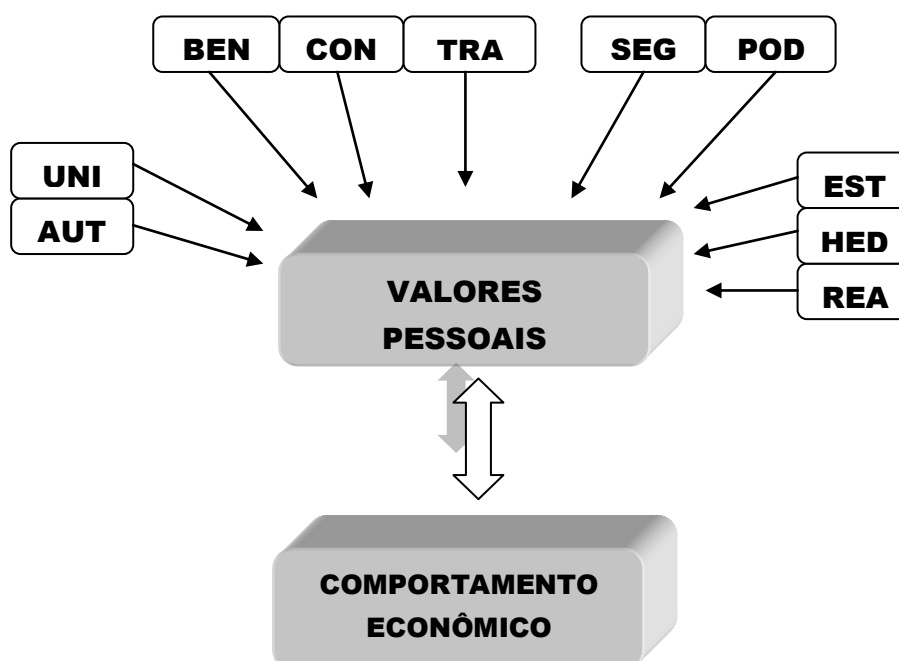 BEN CON TRA SEG POD
UNI
AUT
EST
HED
REA
VALORES
PESSOAIS
COMPORTAMENTO
ECONÔMICO